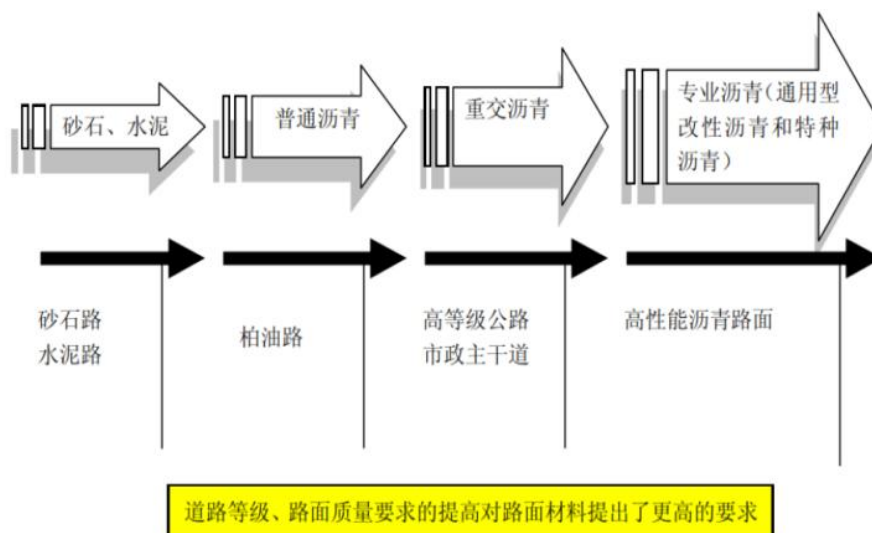 砂石、水泥
普通沥青
重交沥青
专业沥青（通用型
改性沥青和特种
沥青）
砂石路
水泥路
柏油路
高等级公路
市政主干道
高性能沥青路面
道路等级、路面质量要求的提高对路面材料提出了更高的要求